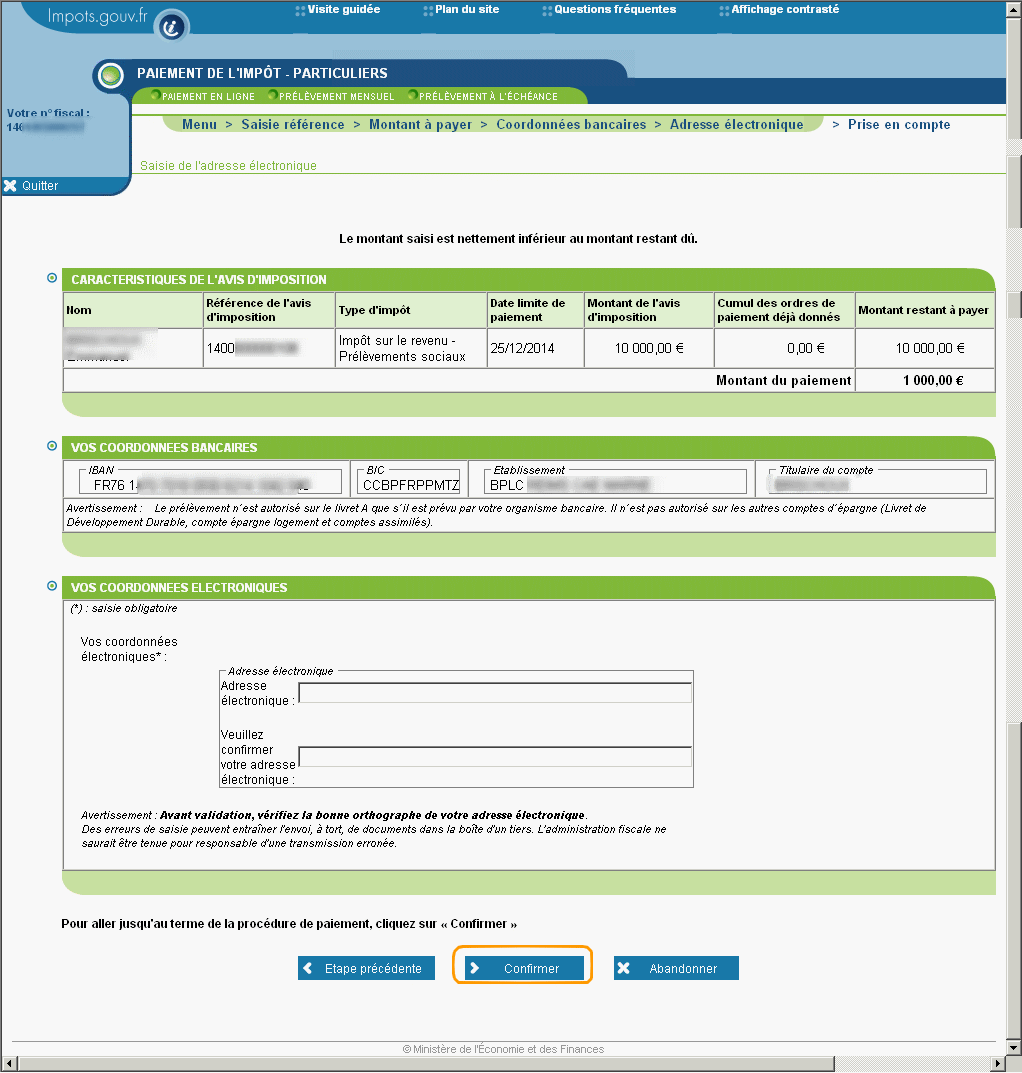 Impots.gouv.fr
Visite guidée
Plan du site
Questions fréquentes
Affichage contrasté
PAIEMENT DE L'IMPÔT - PARTICULIERS
PAIEMENT EN LIGNE
PRÉLÈVEMENT MENSUEL
PRÉLÈVEMENT À L'ÉCHÉANCE
Votre n° fiscal :
Menu > Saisie référence > Montant à payer > Coordonnées bancaires > Adresse électronique > Prise en compte
Saisie de l'adresse électronique
Quitter
Le montant saisi est nettement inférieur au montant restant dû.
CARACTERISTIQUES DE L'AVIS D'IMPOSITION
Nom
Référence de l'avis
d'imposition
Type d'impôt
Date limite de
paiement
Montant de l'avis
d'imposition
Cumul des ordres de
paiement déjà donnés
Montant restant à payer
1400
Impôt sur le revenu -
Prélèvements sociaux
25/12/2014
10 000,00 €
0,00 €
10 000,00 €
Montant du paiement
1 000,00 €
VOS COORDONNEES BANCAIRES
IBAN
FR76
BIC
CCBPFRPPMTZ
Etablissement
BPLC
Titulaire du compte
Avertissement : Le prélèvement n´est autorisé sur le livret A que s´il est prévu par votre organisme bancaire. Il n´est pas autorisé sur les autres comptes d´épargne (Livret de
Développement Durable, compte épargne logement et comptes assimilés).
VOS COORDONNEES ELECTRONIQUES
(*) : saisie obligatoire
Vos coordonnées
électroniques* :
Adresse électronique
Adresse
électronique :
Veuillez
confirmer
votre adresse
électronique :
Avertissement : Avant validation, vérifiez la bonne orthographe de votre adresse électronique.
Des erreurs de saisie peuvent entraîner l'envoi, à tort, de documents dans la boîte d'un tiers. L'administration fiscale ne
saurait être tenue pour responsable d'une transmission erronée.
Pour aller jusqu'au terme de la procédure de paiement, cliquez sur « Confirmer »
Etape précédente
Confirmer
Abandonner
© Ministère de l'Économie et des Finances